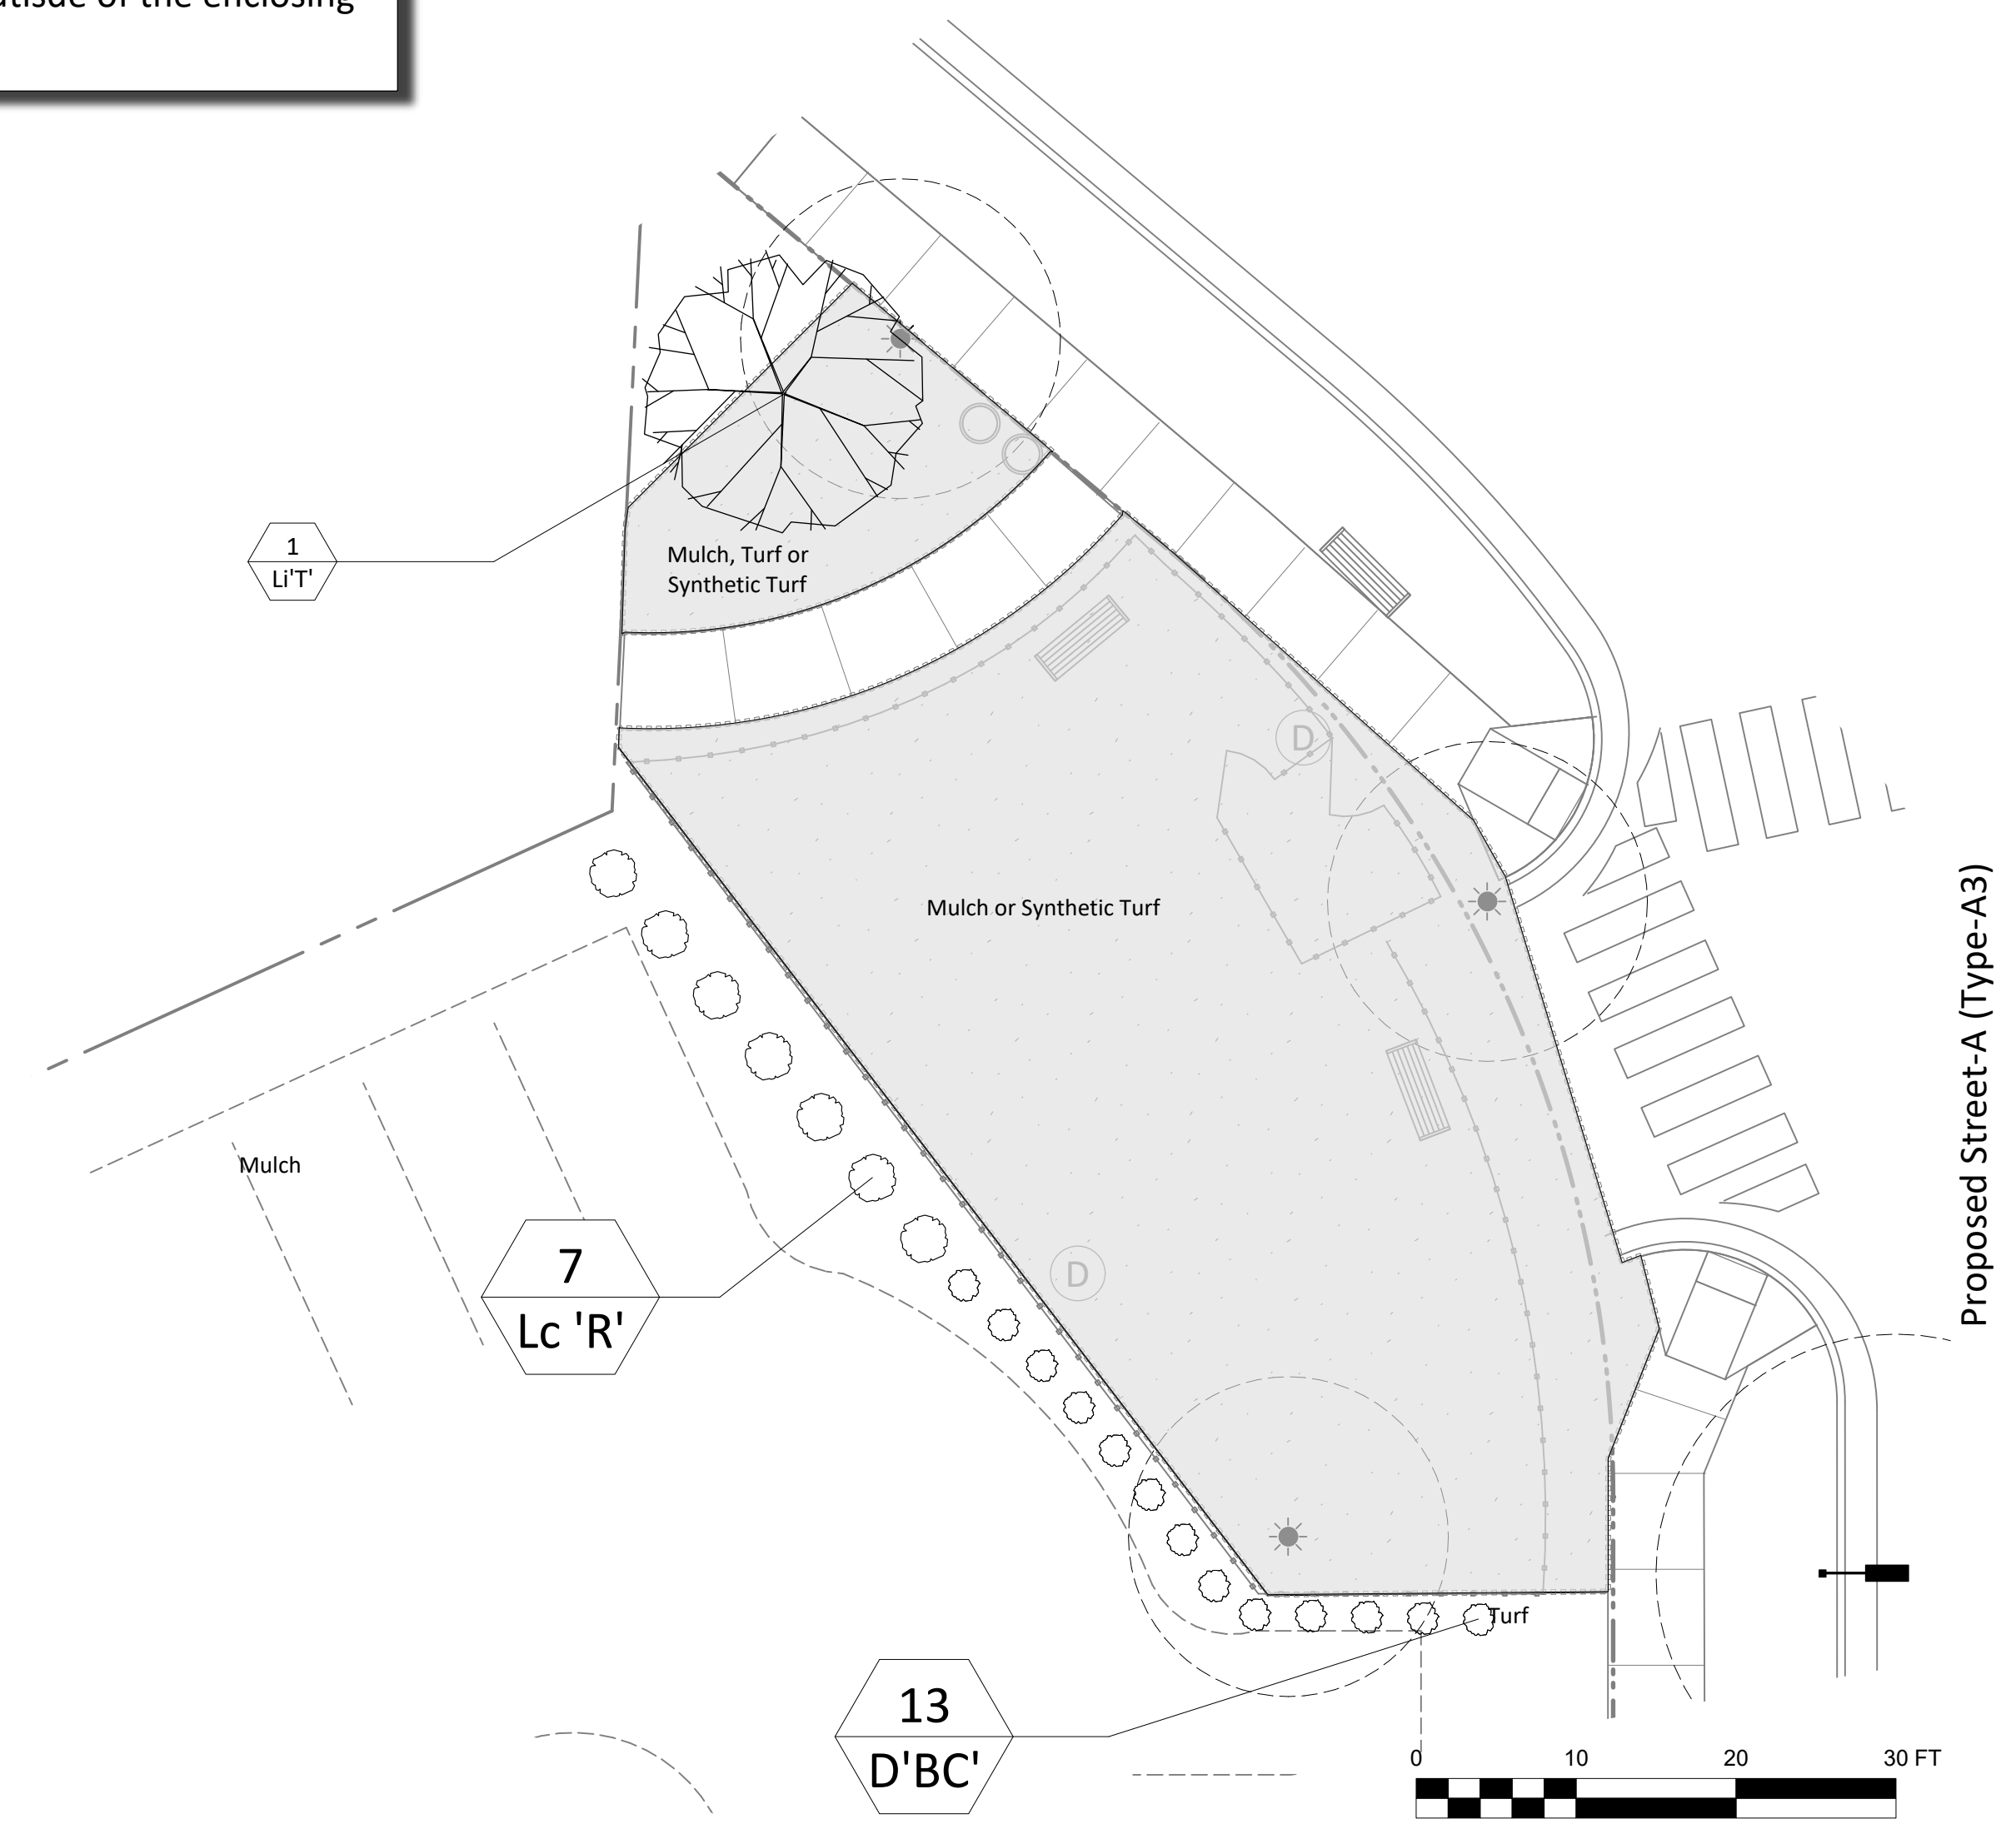 outisde of the enclosing
1
Li'T'
Mulch, Turf or
Synthetic Turf
D
Mulch or Synthetic Turf
Proposed Street-A (Type-A3)
Mulch
7
Lc 'R'
D
Turf
13
D'BC'
0 10 20 30 FT